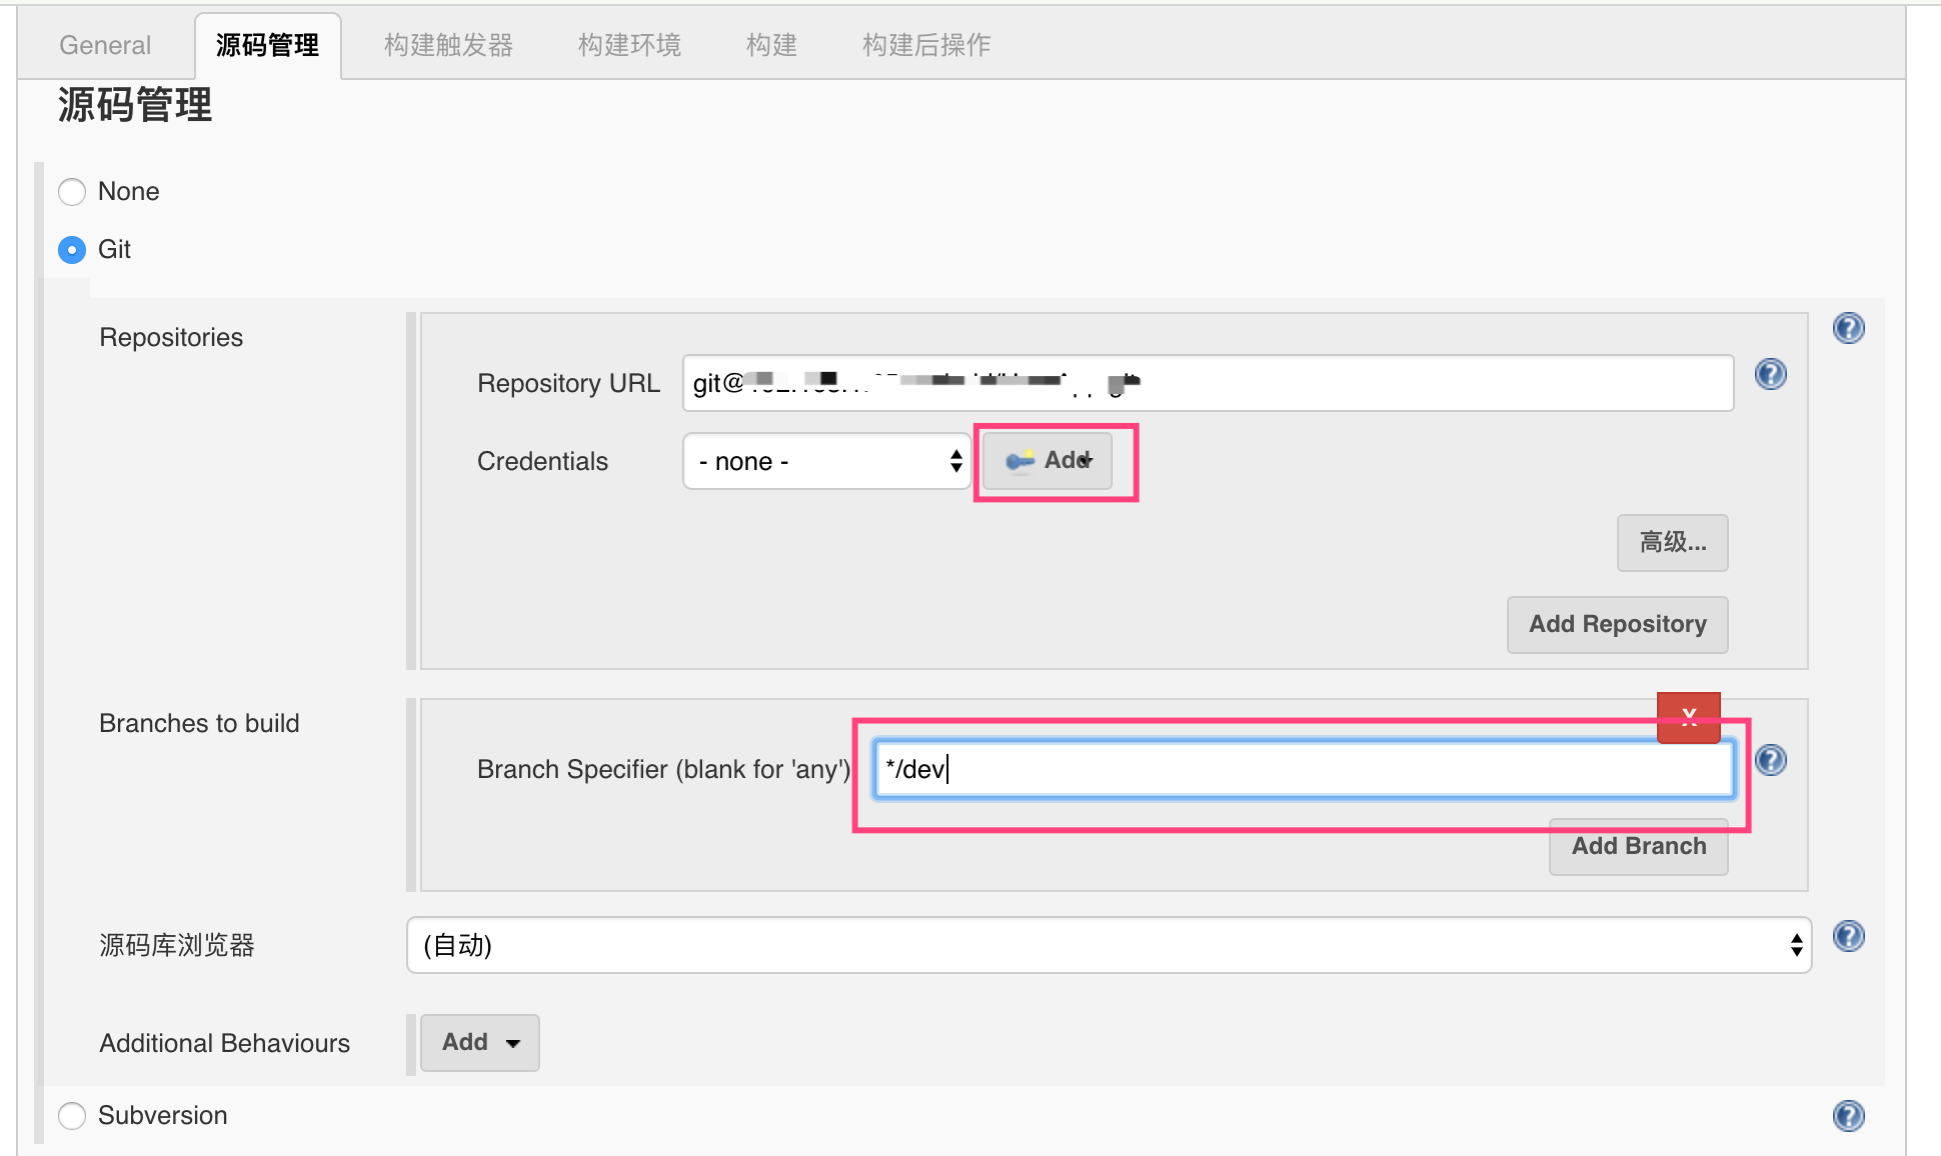 General 源码管理 构建触发器 构建环境 构建 构建后操作
源码管理
None
Git
Repositories
Repository URL git@
Credentials - none - Add
高级...
Add Repository
Branches to build
X
Branch Specifier (blank for 'any') */dev
Add Branch
源码库浏览器 (自动)
Additional Behaviours Add
Subversion